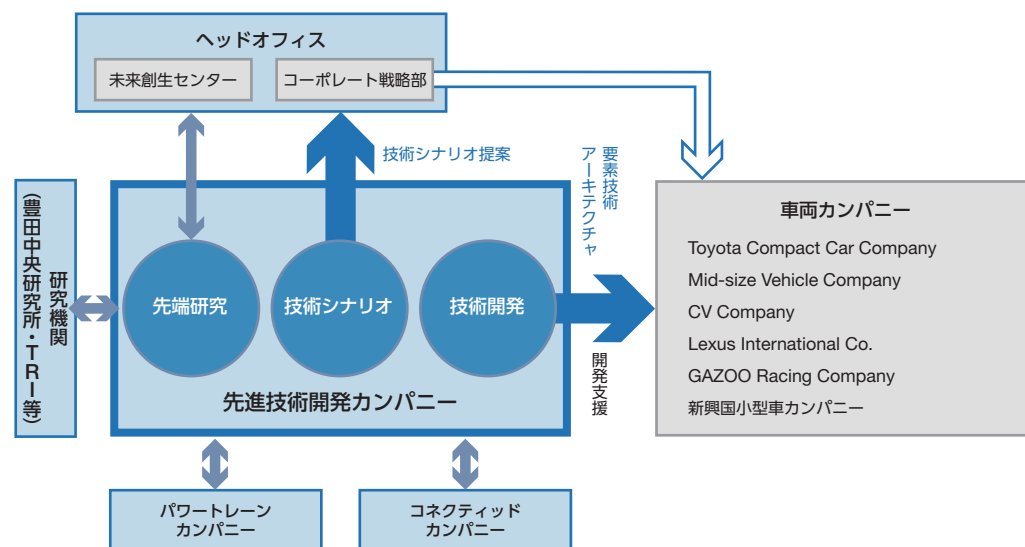 ヘッドオフィス
未来創生センター
コーポレート戦略部
技術シナリオ提案
要素技術
アーキテクチャ
研究機関
（豊田中央研究所・TRI等）
先端研究
技術シナリオ
技術開発
先進技術開発カンパニー
開発支援
車両カンパニー
Toyota Compact Car Company
Mid-size Vehicle Company
CV Company
Lexus International Co.
GAZOO Racing Company
新興国小型車カンパニー
パワートレーン
カンパニー
コネクティッド
カンパニー